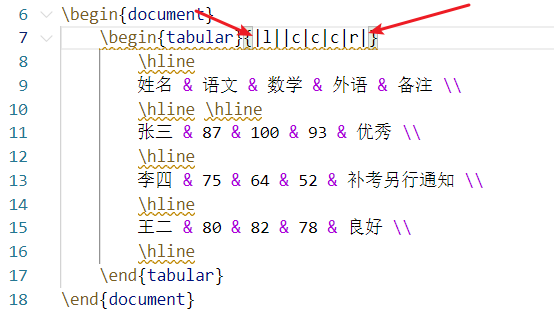 6 \begin{document}
7 \begin{tabular}{|l||c|c|c|r|}
8 \hline
9 姓名 & 语文 & 数学 & 外语 & 备注 \\
10 \hline \hline
11 张三 & 87 & 100 & 93 & 优秀 \\
12 \hline
13 李四 & 75 & 64 & 52 & 补考另行通知 \\
14 \hline
15 王二 & 80 & 82 & 78 & 良好 \\
16 \hline
17 \end{tabular}
18 \end{document}